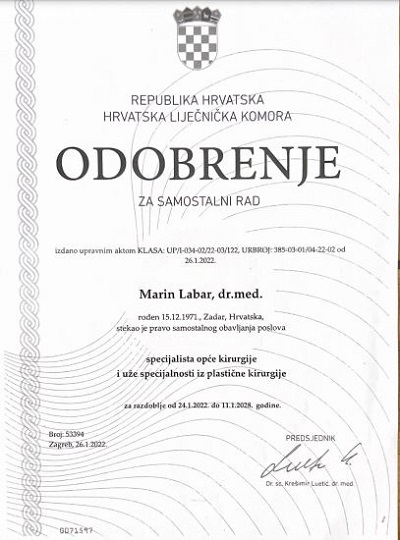 REPUBLIKA HRVATSKA
HRVATSKA LIJEČNIČKA KOMORA
ODOBRENJE
ZA SAMOSTALNI RAD
izdano upravnim aktom KLASA: UP/I-034-02/22-03/122, URBROJ: 385-03-01/04-22-02 od
26.1.2022.
Marin Labar, dr.med.
rođen 15.12.1971., Zadar, Hrvatska,
stekao je pravo samostalnog obavljanja poslova
specijalista opće kirurgije
i uže specijalnosti iz plastične kirurgije
za razdoblje od 24.1.2022. do 11.1.2028. godine.
Broj: 53394
Zagreb, 26.1.2022.
PREDSJEDNIK
Dr. sc. Krešimir Luetić, dr. med.
0071597